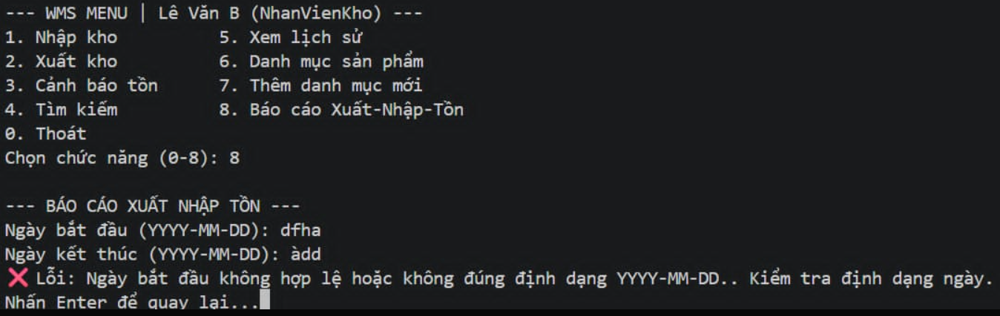 --- WMS MENU | Lê Văn B (NhanVienKho) ---
1. Nhập kho          5. Xem lịch sử
2. Xuất kho          6. Danh mục sản phẩm
3. Cảnh báo tồn      7. Thêm danh mục mới
4. Tìm kiếm          8. Báo cáo Xuất-Nhập-Tồn
0. Thoát
Chọn chức năng (0-8): 8

--- BÁO CÁO XUẤT NHẬP TỒN ---
Ngày bắt đầu (YYYY-MM-DD): dfha
Ngày kết thúc (YYYY-MM-DD): àdd
❌ Lỗi: Ngày bắt đầu không hợp lệ hoặc không đúng định dạng YYYY-MM-DD.. Kiểm tra định dạng ngày.
Nhấn Enter để quay lại...